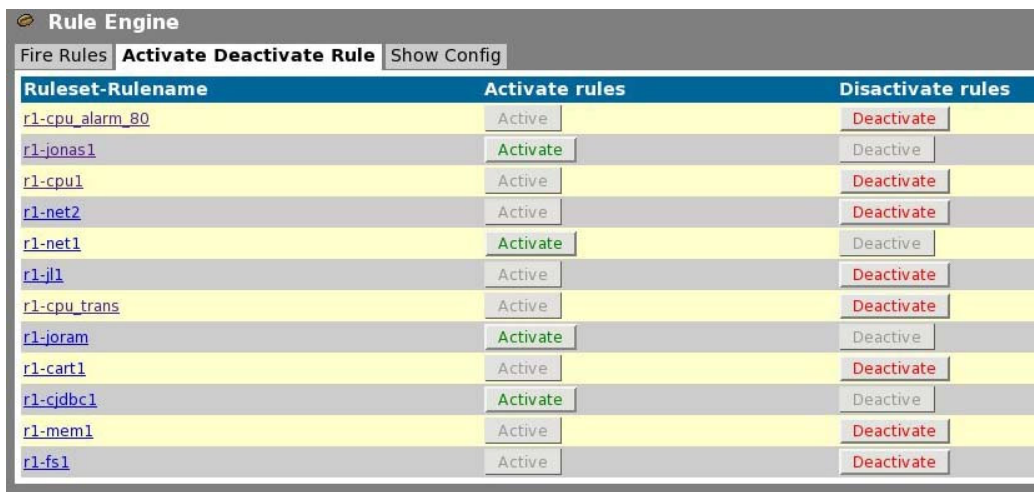 Rule Engine
Fire Rules Activate Deactivate Rule Show Config
Ruleset-Rulename Activate rules Disactivate rules
r1-cpu_alarm_80 Active Deactivate
r1-jonas1 Activate Deactive
r1-cpu1 Active Deactivate
r1-net2 Active Deactivate
r1-net1 Activate Deactive
r1-jl1 Active Deactivate
r1-cpu_trans Active Deactivate
r1-joram Activate Deactive
r1-cart1 Active Deactivate
r1-cjdbc1 Activate Deactive
r1-mem1 Active Deactivate
r1-fs1 Active Deactivate